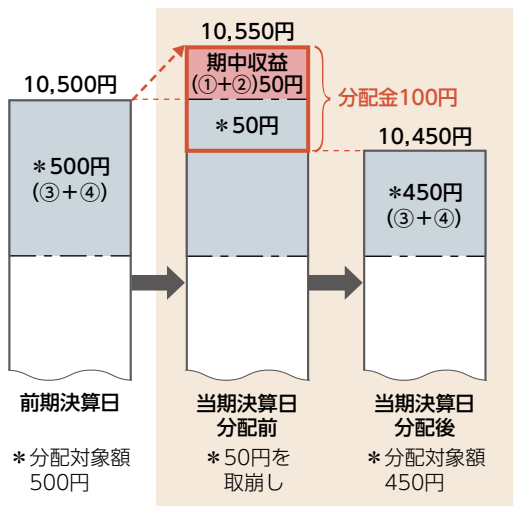 10,550円
10,500円
期中収益
(①+②)50円
分配金100円
*50円
10,450円
*500円
(③+④)
*450円
(③+④)
前期決算日
当期決算日
分配前
当期決算日
分配後
*分配対象額
500円
*50円を
取崩し
*分配対象額
450円